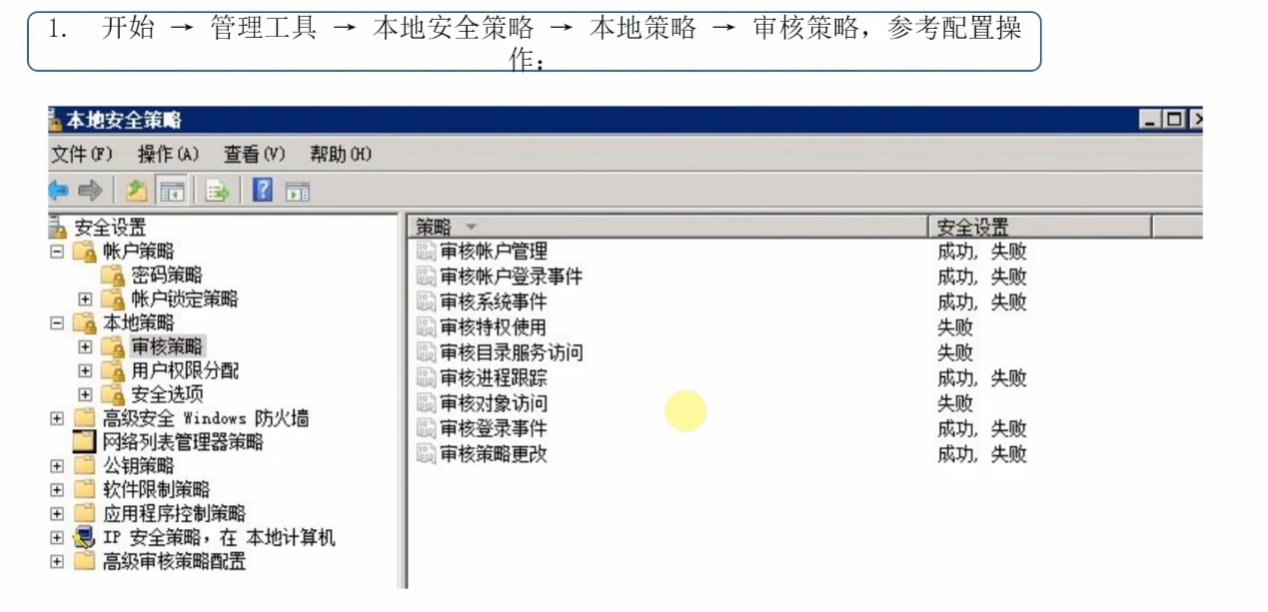 1. 开始 → 管理工具 → 本地安全策略 → 本地策略 → 审核策略，参考配置操
作：
本地安全策略
文件(F) 操作(A) 查看(V) 帮助(H)
安全设置
帐户策略
密码策略
帐户锁定策略
本地策略
审核策略
用户权限分配
安全选项
高级安全 Windows 防火墙
网络列表管理器策略
公钥策略
软件限制策略
应用程序控制策略
IP 安全策略，在 本地计算机
高级审核策略配置
策略 安全设置
审核帐户管理 成功, 失败
审核帐户登录事件 成功, 失败
审核系统事件 成功, 失败
审核特权使用 失败
审核目录服务访问 失败
审核进程跟踪 成功, 失败
审核对象访问 失败
审核登录事件 成功, 失败
审核策略更改 成功, 失败